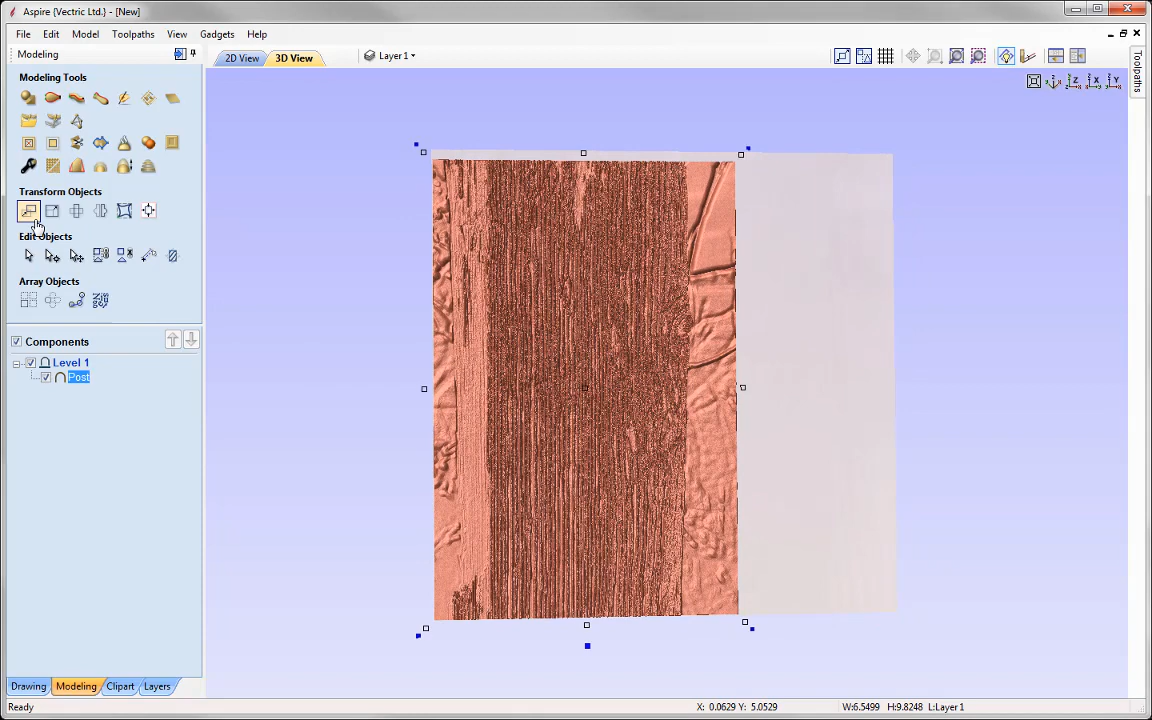 Aspire {Vectric Ltd.} - [New]
File Edit Model Toolpaths View Gadgets Help
Modeling
2D View 3D View Layer 1
Toolpaths
Z X Y
Modeling Tools
Transform Objects
Edit Objects
Array Objects
Components
Level 1
Post
Drawing Modeling Clipart Layers
Ready X: 0.0629 Y: 5.0529 W:6.5499 H:9.8248 L:Layer 1